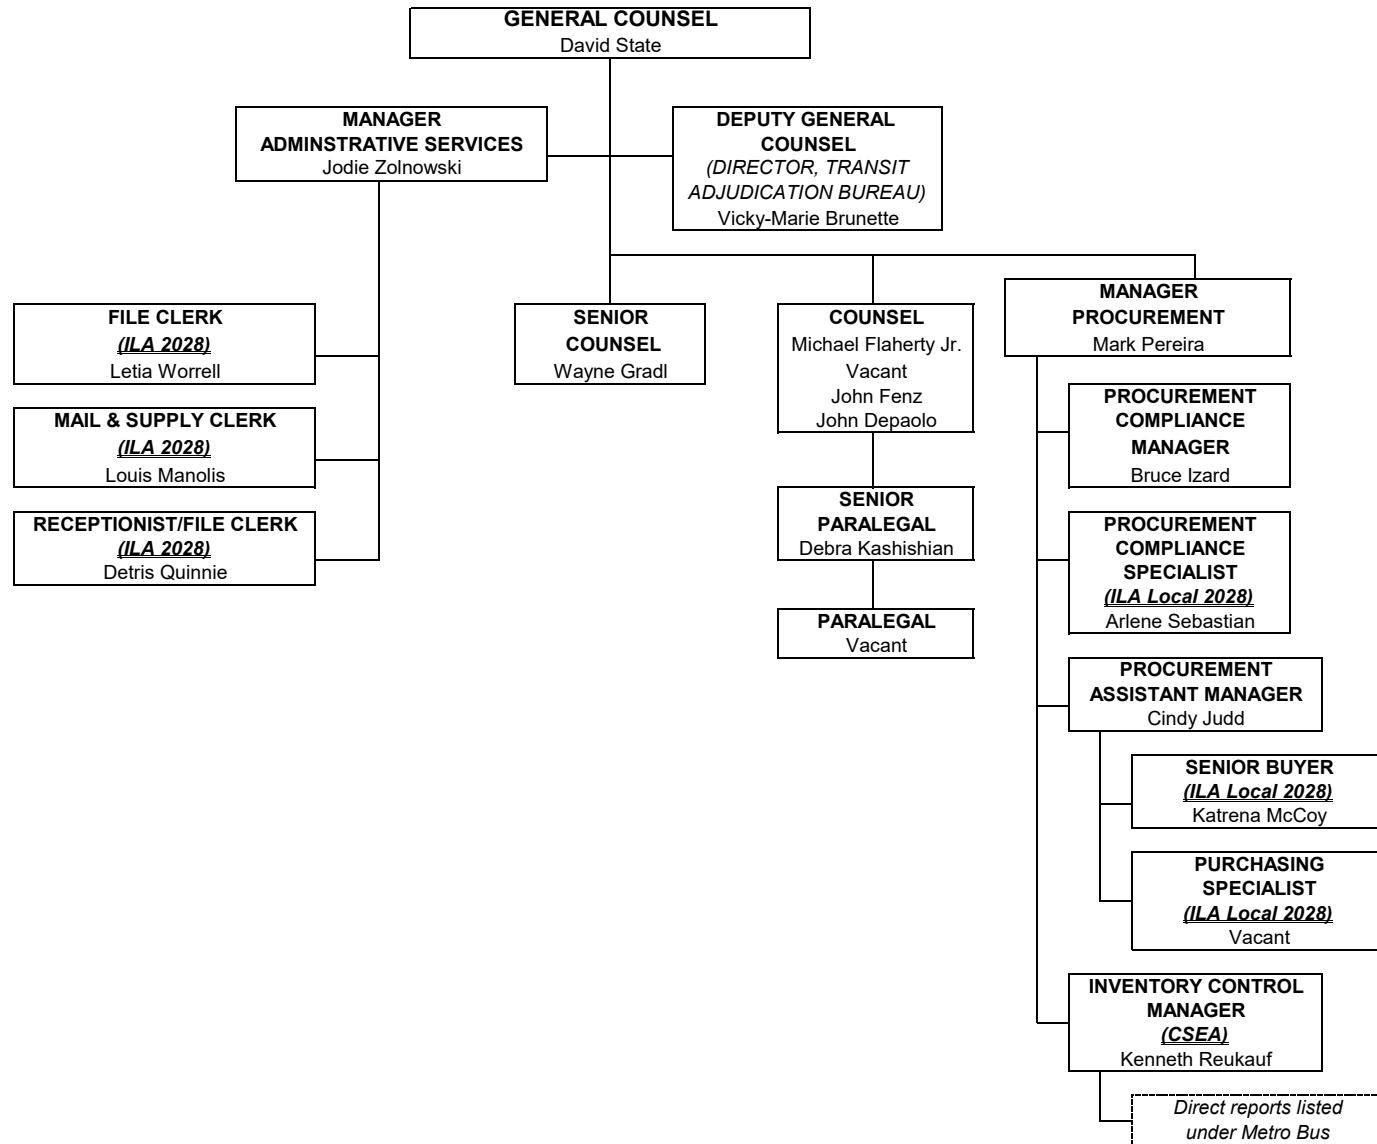 GENERAL COUNSEL
David State
MANAGER
ADMINSTRATIVE SERVICES
Jodie Zolnowski
DEPUTY GENERAL
COUNSEL
(DIRECTOR, TRANSIT
ADJUDICATION BUREAU)
Vicky-Marie Brunette
FILE CLERK
(ILA 2028)
Letia Worrell
MAIL & SUPPLY CLERK
(ILA 2028)
Louis Manolis
RECEPTIONIST/FILE CLERK
(ILA 2028)
Detris Quinnie
SENIOR
COUNSEL
Wayne Gradl
COUNSEL
Michael Flaherty Jr.
Vacant
John Fenz
John Depaolo
SENIOR
PARALEGAL
Debra Kashishian
PARALEGAL
Vacant
MANAGER
PROCUREMENT
Mark Pereira
PROCUREMENT
COMPLIANCE
MANAGER
Bruce Izard
PROCUREMENT
COMPLIANCE
SPECIALIST
(ILA Local 2028)
Arlene Sebastian
PROCUREMENT
ASSISTANT MANAGER
Cindy Judd
SENIOR BUYER
(ILA Local 2028)
Katrena McCoy
PURCHASING
SPECIALIST
(ILA Local 2028)
Vacant
INVENTORY CONTROL
MANAGER
(CSEA)
Kenneth Reukauf
Direct reports listed
under Metro Bus